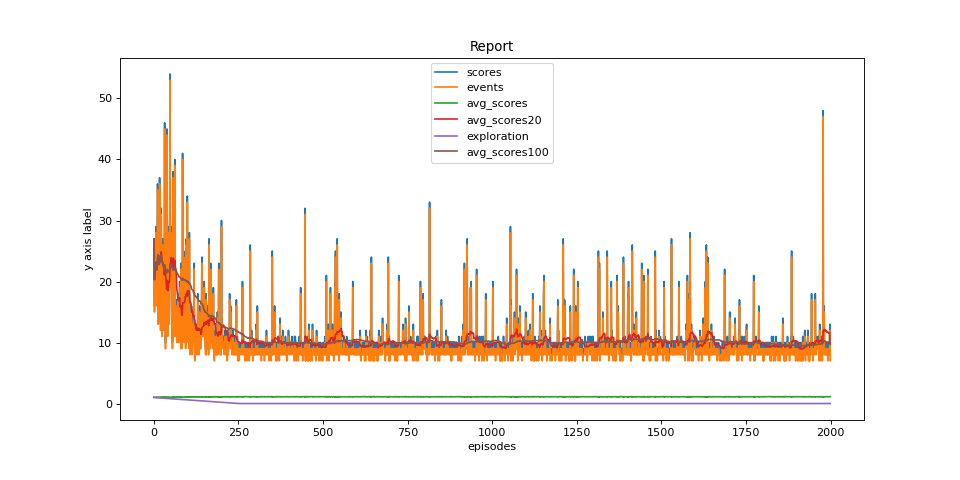 Report
scores
events
avg_scores
avg_scores20
exploration
avg_scores100
y axis label
50
40
30
20
10
0
0
250
500
750
1000
1250
1500
1750
2000
episodes